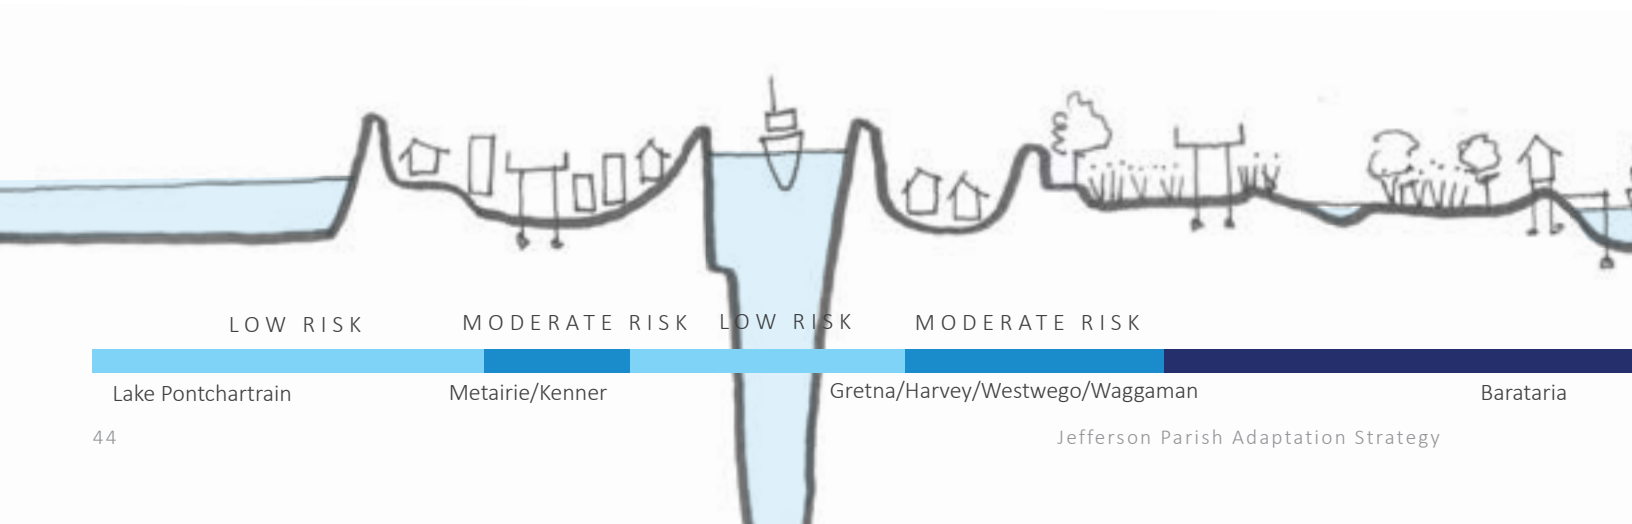 LOW RISK
MODERATE RISK
LOW RISK
MODERATE RISK
Lake Pontchartrain
Metairie/Kenner
Gretna/Harvey/Westwego/Waggaman
Barataria
44
Jefferson Parish Adaptation Strategy